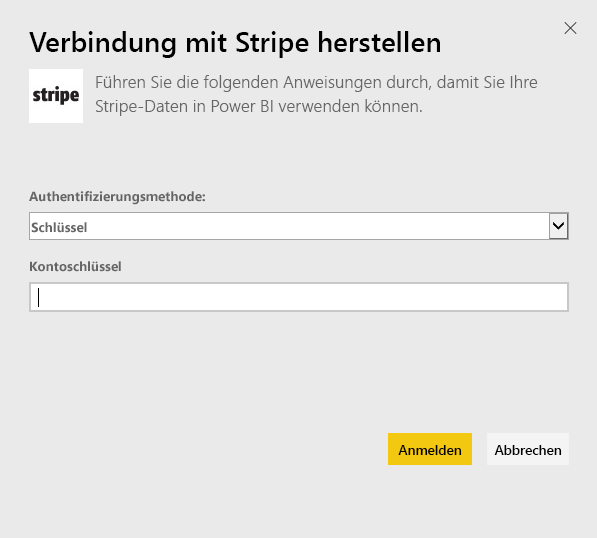 Verbindung mit Stripe herstellen
stripe
Führen Sie die folgenden Anweisungen durch, damit Sie Ihre
Stripe-Daten in Power BI verwenden können.
Authentifizierungsmethode:
Schlüssel
Kontoschlüssel
Anmelden
Abbrechen